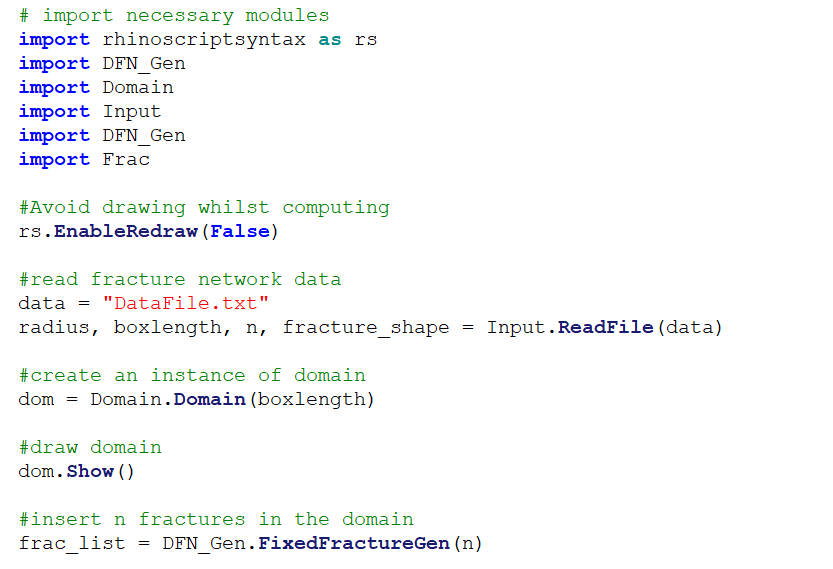 # import necessary modules
import rhinoscriptsyntax as rs
import DFN_Gen
import Domain
import Input
import DFN_Gen
import Frac
#Avoid drawing whilst computing
rs.EnableRedraw(False)
#read fracture network data
data = "DataFile.txt"
radius, boxlength, n, fracture_shape = Input.ReadFile(data)
#create an instance of domain
dom = Domain.Domain(boxlength)
#draw domain
dom.Show()
#insert n fractures in the domain
frac_list = DFN_Gen.FixedFractureGen(n)